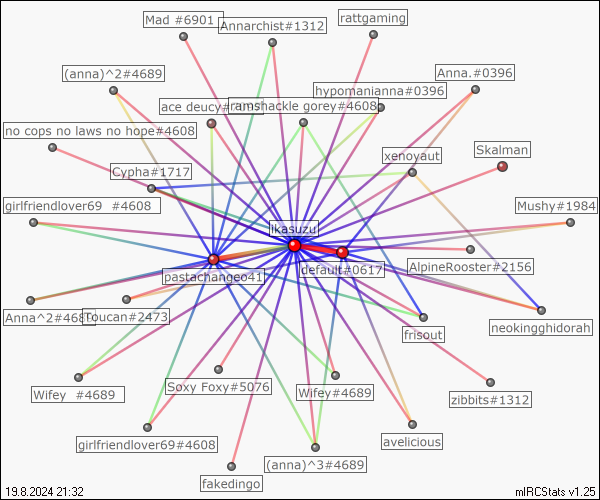 Mad #6901
Annarchist#1312
rattgaming
(anna)^2#4689
Anna.#0396
hypomanianna#0396
ace deucy
ramshackle gorey#4608
no cops no laws no hope#4608
xenoyaut
Skalman
Cypha#1717
girlfriendlover69 #4608
Mushy#1984
likasuzu
pastachangeo41
default#0617
AlpineRooster#2156
Anna^2#468
Toucan#2473
frisout
neokingghidorah
Wifey #4689
Soxy Foxy#5076
Wifey#4689
zibbits#1312
girlfriendlover69#4608
avelicious
(anna)^3#4689
fakedingo
19.8.2024 21:32
mIRCStats v1.25